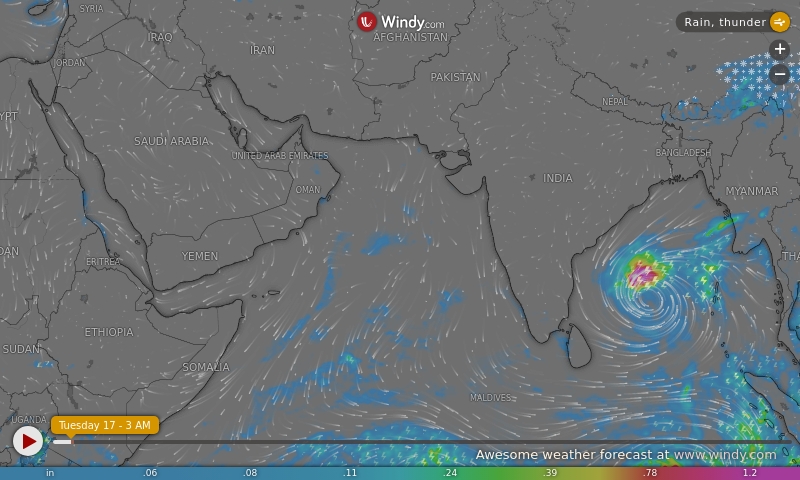 SYRIA
Windy.com
Rain, thunder
IRAQ
IRAN
AFGHANISTAN
JORDAN
PAKISTAN
+
−
NEPAL
YPT
SAUDI ARABIA
UNITED ARAB EMIRATES
BANGLADESH
OMAN
INDIA
MYANMAR
DAN
ERITREA
YEMEN
THA
ETHIOPIA
SUDAN
SOMALIA
MALDIVES
UGANDA
Tuesday 17 - 3 AM
Awesome weather forecast at www.windy.com
in .06 .08 .11 .24 .39 .78 1.2